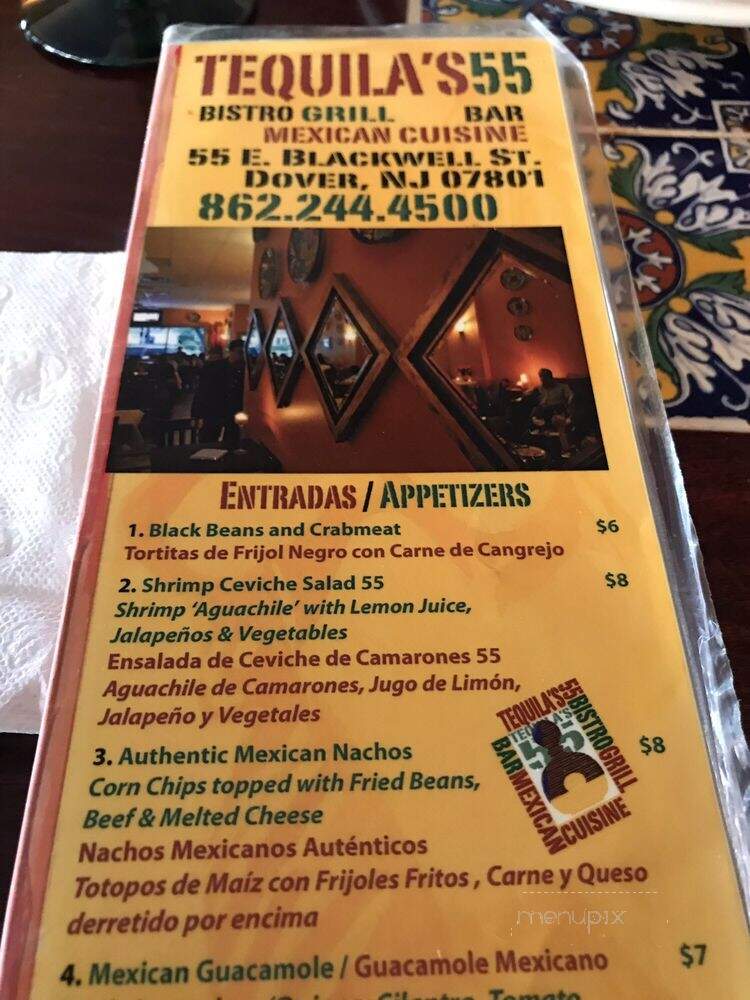 TEQUILA'S55
BISTRO GRILL BAR
MEXICAN CUISINE
55 E. BLACKWELL ST.
DOVER, NJ 07801
862.244.4500
ENTRADAS / APPETIZERS
1. Black Beans and Crabmeat $6
Tortitas de Frijol Negro con Carne de Cangrejo
2. Shrimp Ceviche Salad 55 $8
Shrimp ‘Aguachile’ with Lemon Juice,
Jalapeños & Vegetables
Ensalada de Ceviche de Camarones 55
Aguachile de Camarones, Jugo de Limón,
Jalapeño y Vegetales
TEQUILA'S55
BISTROGRILL
BARMEXICAN
CUISINE
3. Authentic Mexican Nachos $8
Corn Chips topped with Fried Beans,
Beef & Melted Cheese
Nachos Mexicanos Auténticos
Totopos de Maíz con Frijoles Fritos , Carne y Queso
derretido por encima
menupix
4. Mexican Guacamole / Guacamole Mexicano $7
Cilantro, Tomato